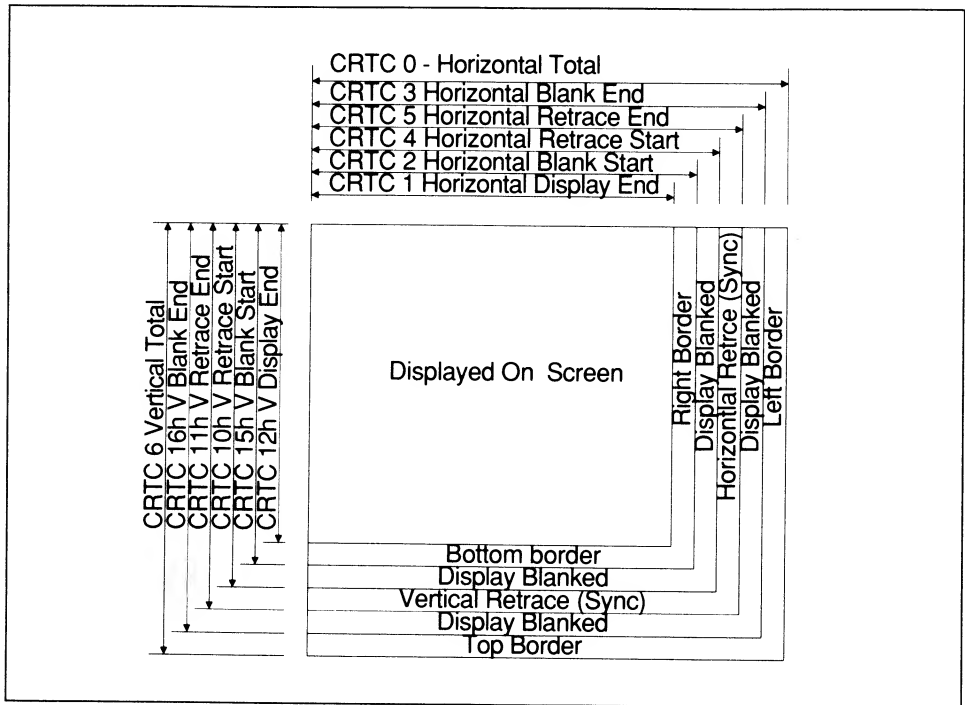 CRTC 0 - Horizontal Total
CRTC 3 Horizontal Blank End
CRTC 5 Horizontal Retrace End
CRTC 4 Horizontal Retrace Start
CRTC 2 Horizontal Blank Start
CRTC 1 Horizontal Display End
CRTC 6 Vertical Total
CRTC 16h V Blank End
CRTC 11h V Retrace End
CRTC 10h V Retrace Start
CRTC 15h V Blank Start
CRTC 12h V Display End
Displayed On Screen
Right Border
Display Blanked
Horizontial Retrce (Sync)
Display Blanked
Left Border
Bottom border
Display Blanked
Vertical Retrace (Sync)
Display Blanked
Top Border